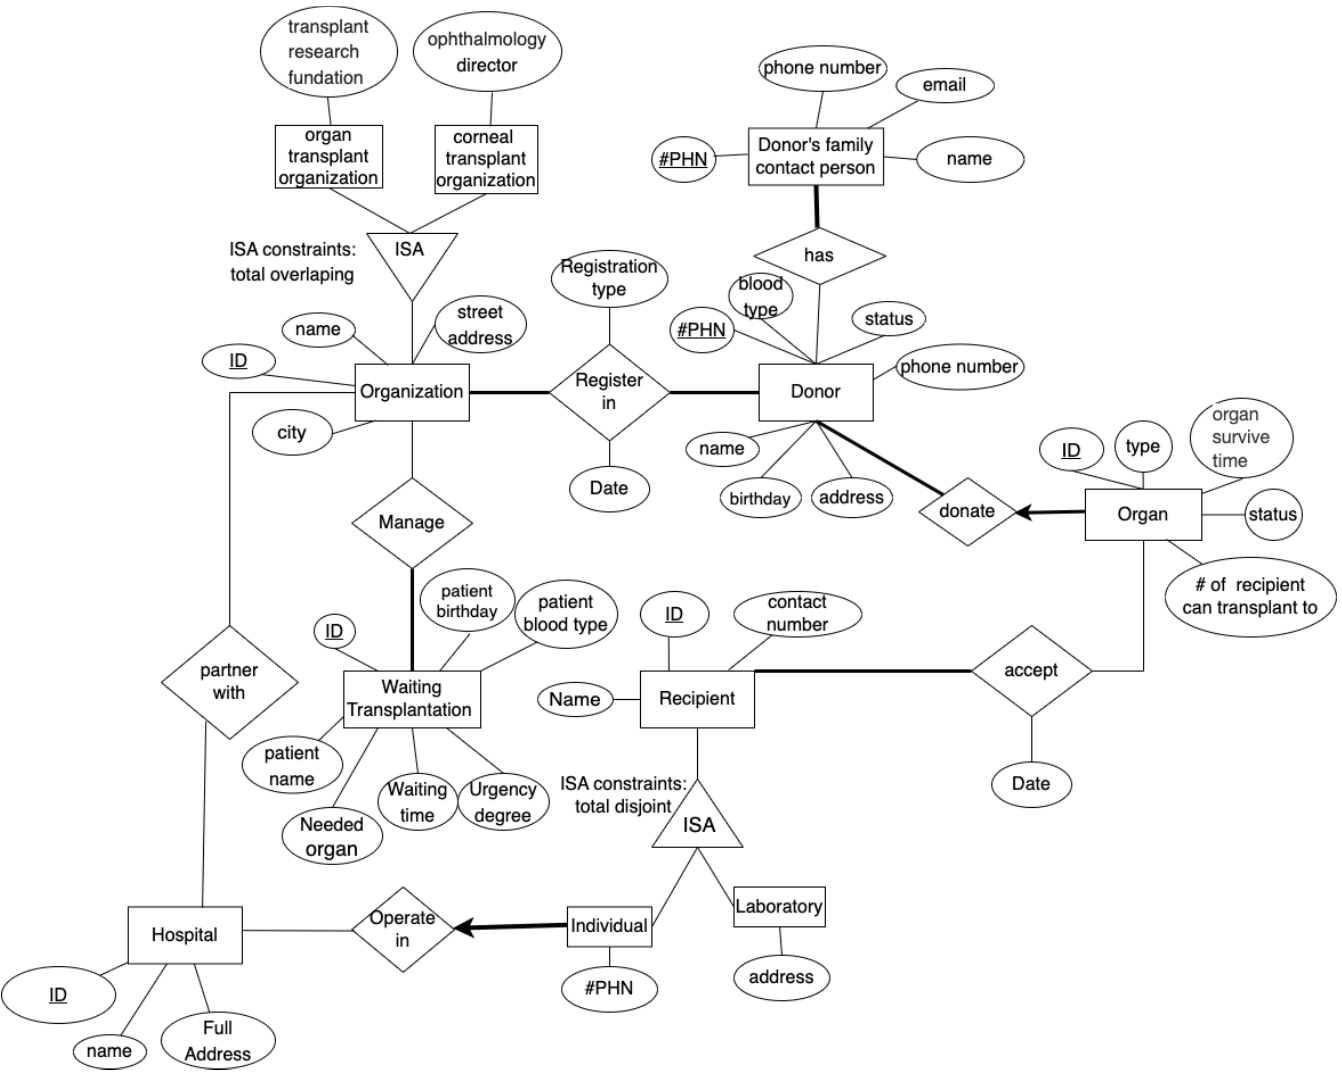 transplant
research
fundation
ophthalmology
director
organ
transplant
organization
corneal
transplant
organization
ISA constraints:
total overlaping
ISA
phone number
email
#PHN
Donor's family
contact person
name
has
Registration
type
blood
type
#PHN
status
name
street
address
ID
Organization
Register
in
Donor
phone number
city
name
birthday
address
Date
ID
type
organ
survive
time
donate
Organ
status
# of recipient
can transplant to
Manage
patient
birthday
patient
blood type
ID
ID
contact
number
partner
with
Waiting
Transplantation
Name
Recipient
accept
patient
name
Waiting
time
Urgency
degree
Needed
organ
ISA constraints:
total disjoint
ISA
Date
Hospital
Operate
in
Individual
Laboratory
#PHN
address
ID
name
Full
Address